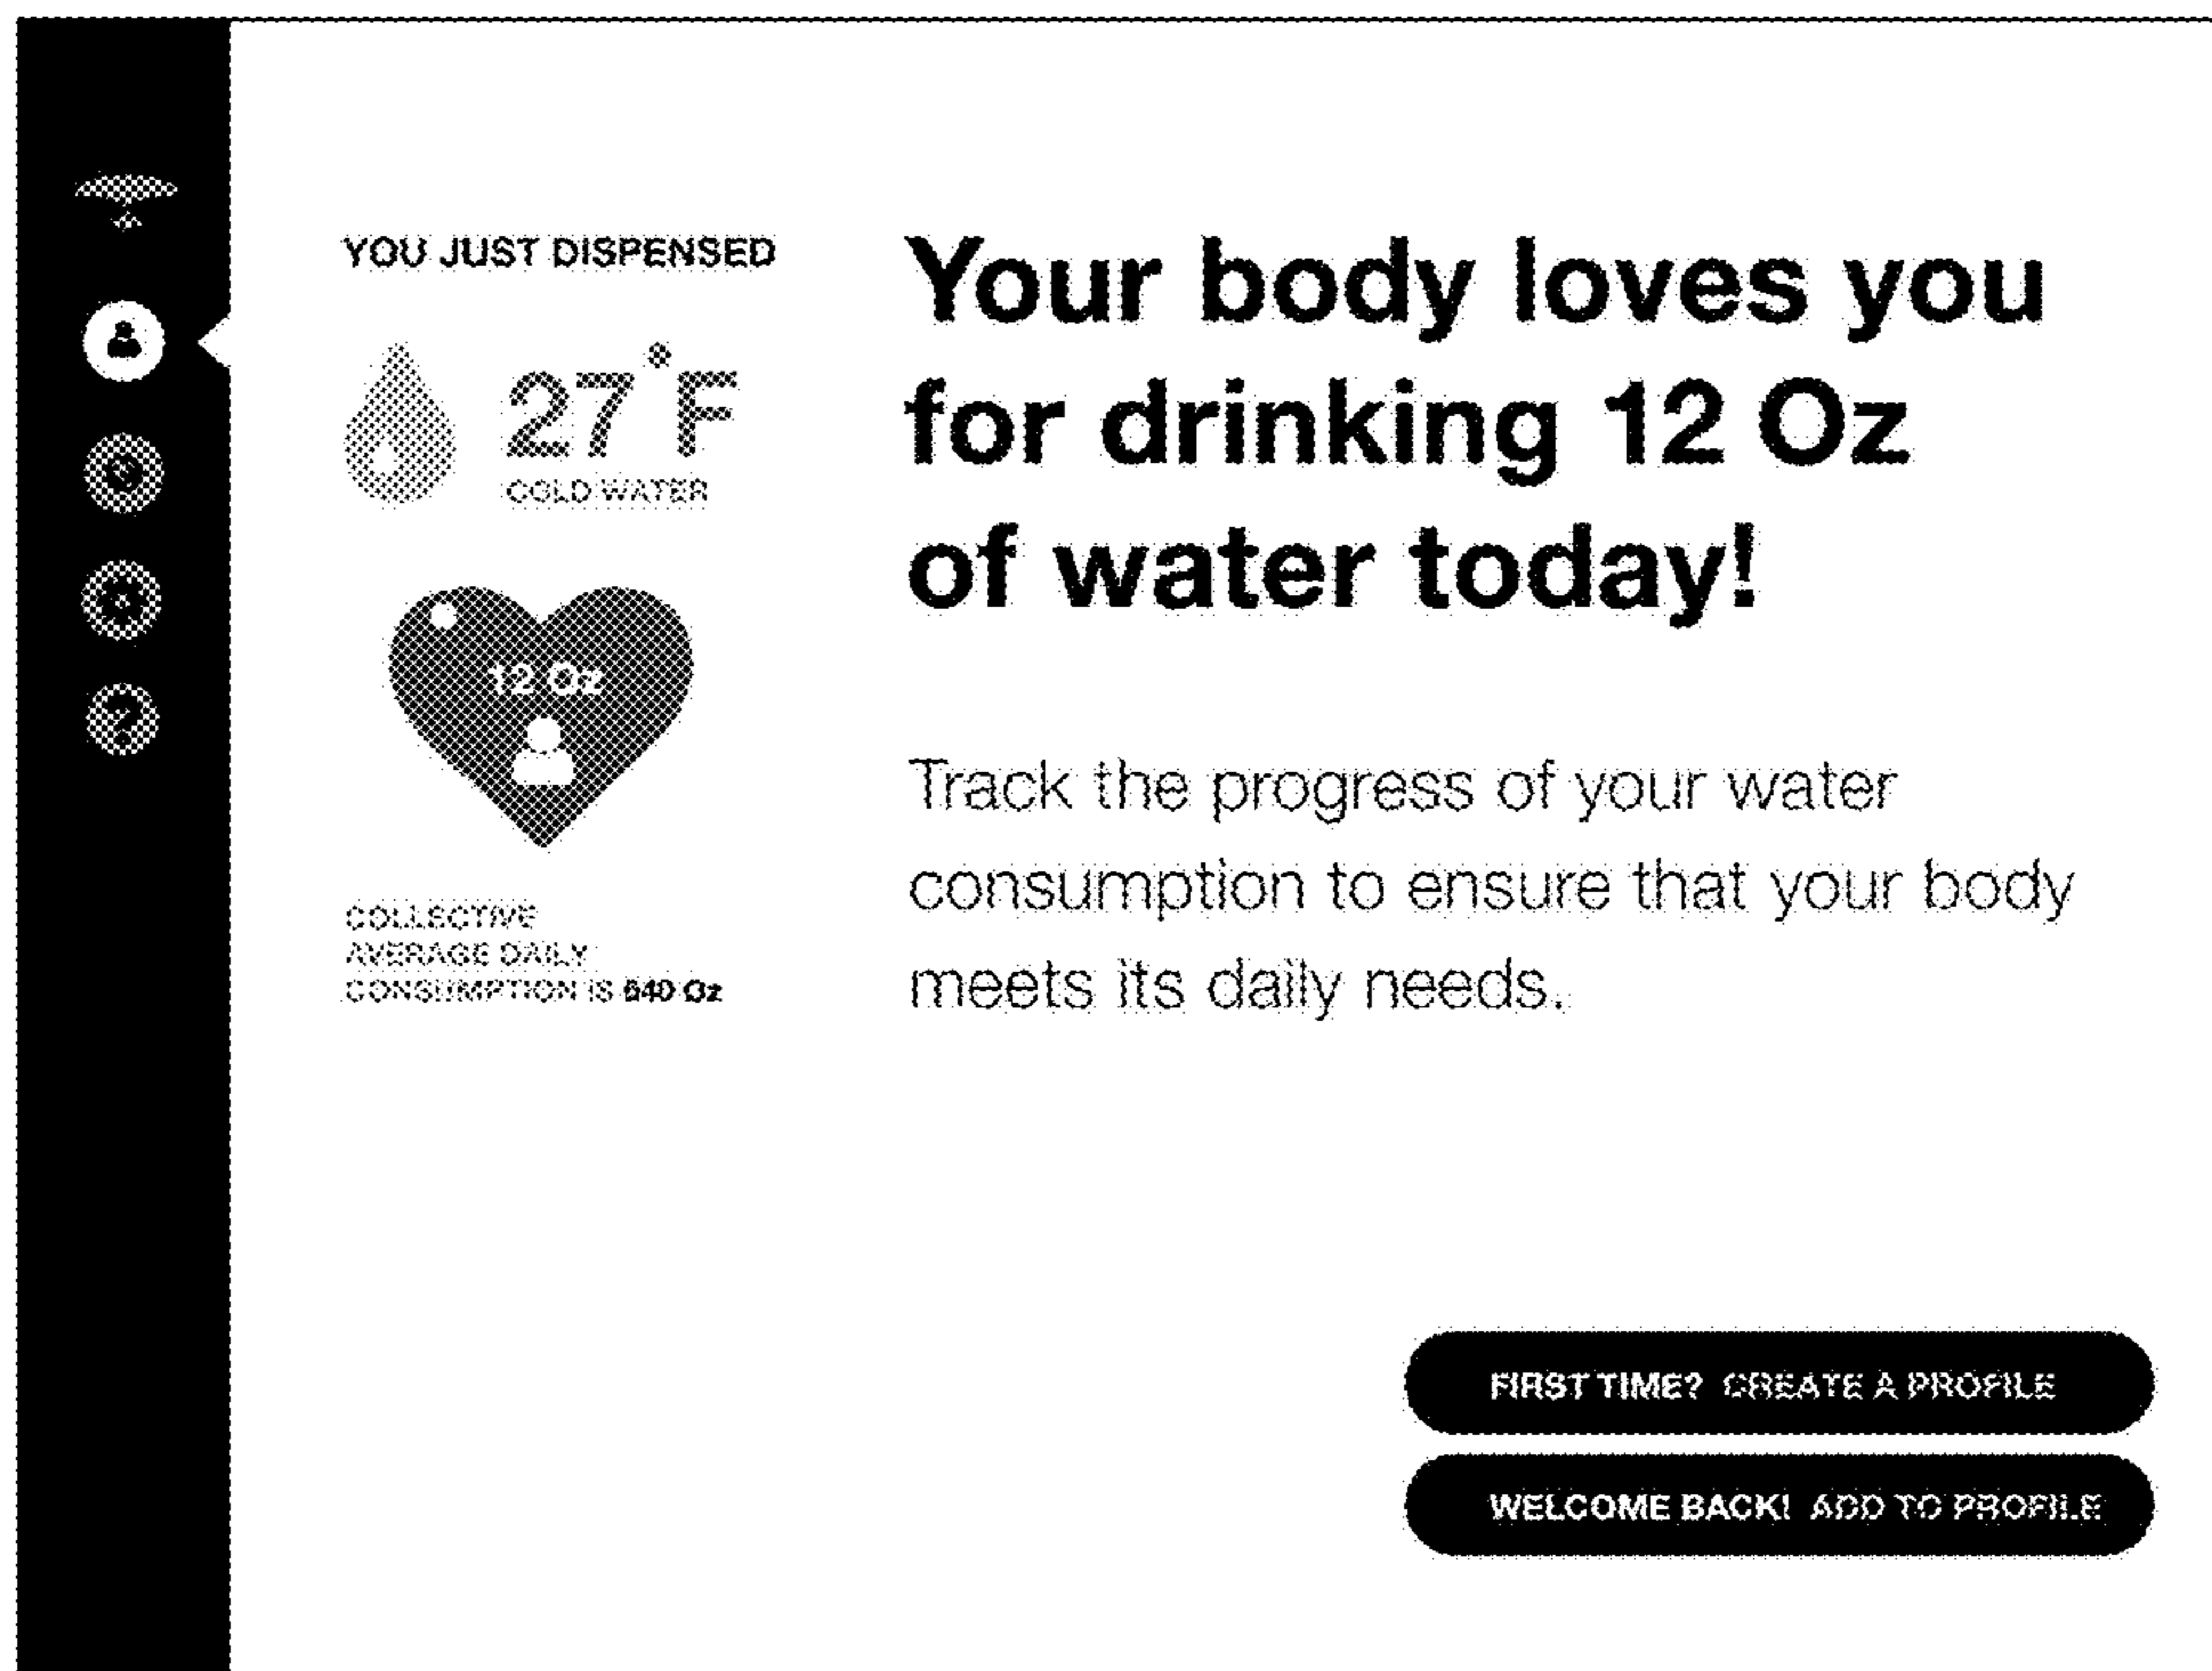 YOU JUST DISPENSED
27°F
COLD WATER
12 Oz
COLLECTIVE
AVERAGE DAILY
CONSUMPTION IS 640 Oz
Your body loves you
for drinking 12 Oz
of water today!
Track the progress of your water
consumption to ensure that your body
meets its daily needs.
FIRST TIME? CREATE A PROFILE
WELCOME BACK! ADD TO PROFILE
?